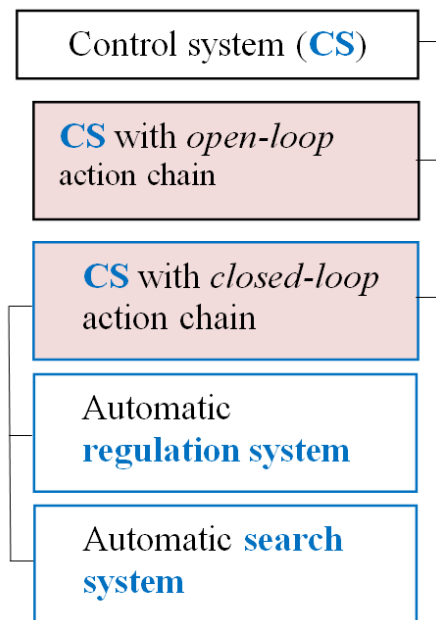 Control system (CS)
CS with open-loop
action chain
CS with closed-loop
action chain
Automatic
regulation system
Automatic search
system